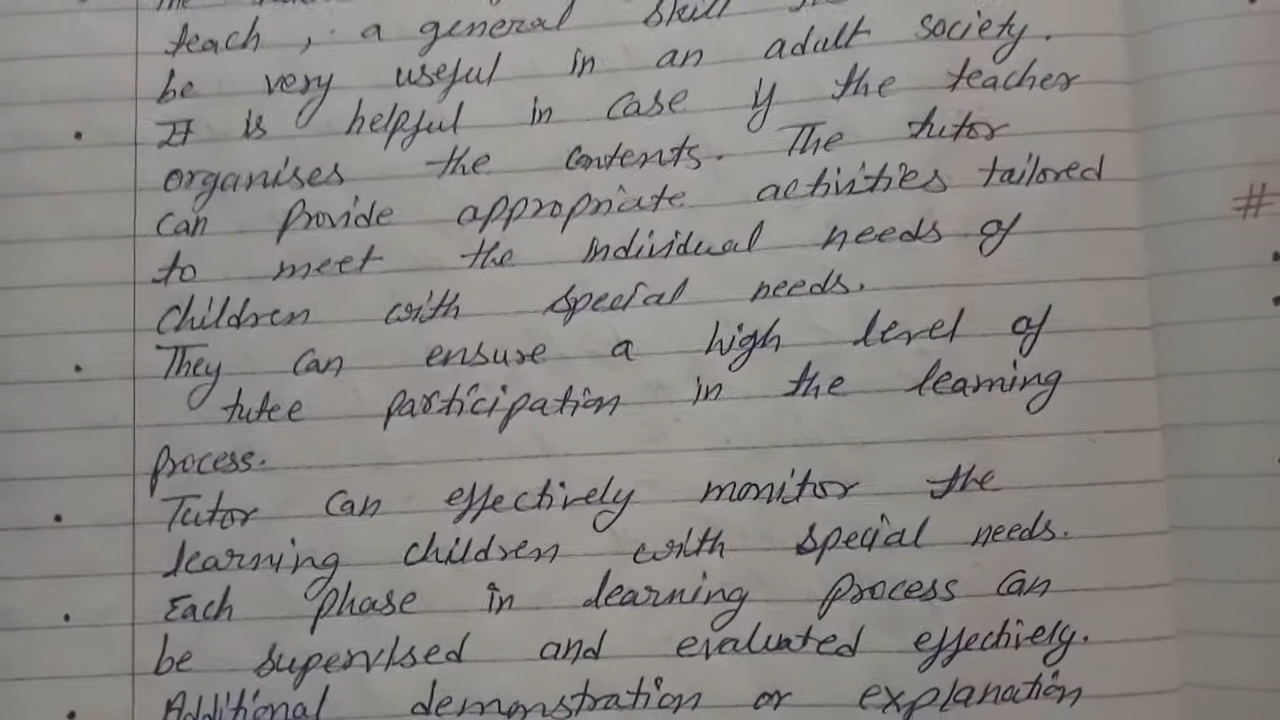 teach, a general skill
be very useful in an adult society.
• It is helpful in case if the teacher
organises the contents. The tutor
can provide appropriate activities tailored
to meet the individual needs of
children with special needs.
• They can ensure a high level of
tutee participation in the learning
process.
• Tutor can effectively monitor the
learning children with special needs.
• Each phase in learning process can
be supervised and evaluated effectively.
• Additional demonstration or explanation
#